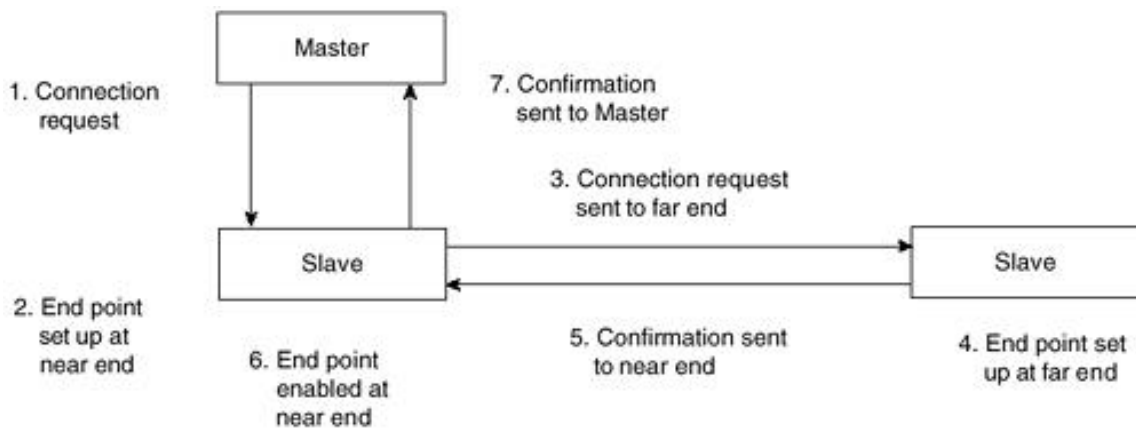 Master
1. Connection
request
7. Confirmation
sent to Master
3. Connection request
sent to far end
Slave
Slave
2. End point
set up at
near end
6. End point
enabled at
near end
5. Confirmation sent
to near end
4. End point set
up at far end